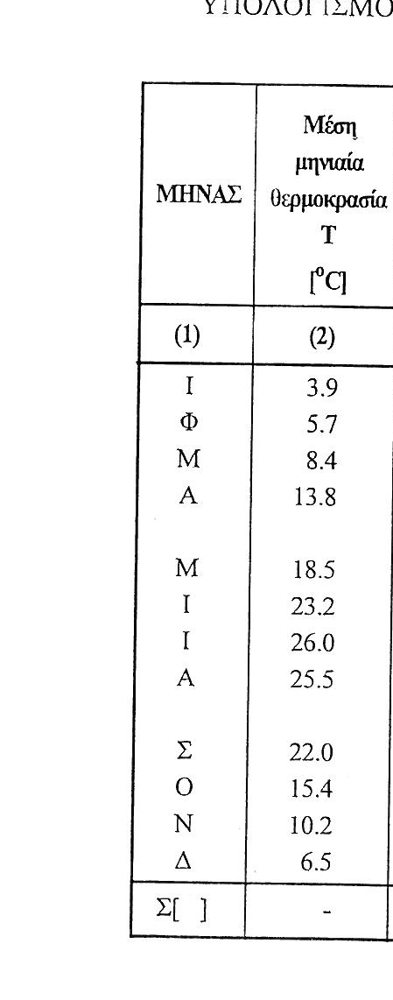 ΥΠΟΛΟΓΙΣΜΟ
ΜΗΝΑΣ
Μέση
μηνιαία
θερμοκρασία
Τ
[°C]
(1) (2)
Ι 3.9
Φ 5.7
Μ 8.4
Α 13.8
Μ 18.5
Ι 23.2
Ι 26.0
Α 25.5
Σ 22.0
Ο 15.4
Ν 10.2
Δ 6.5
Σ[ ] -